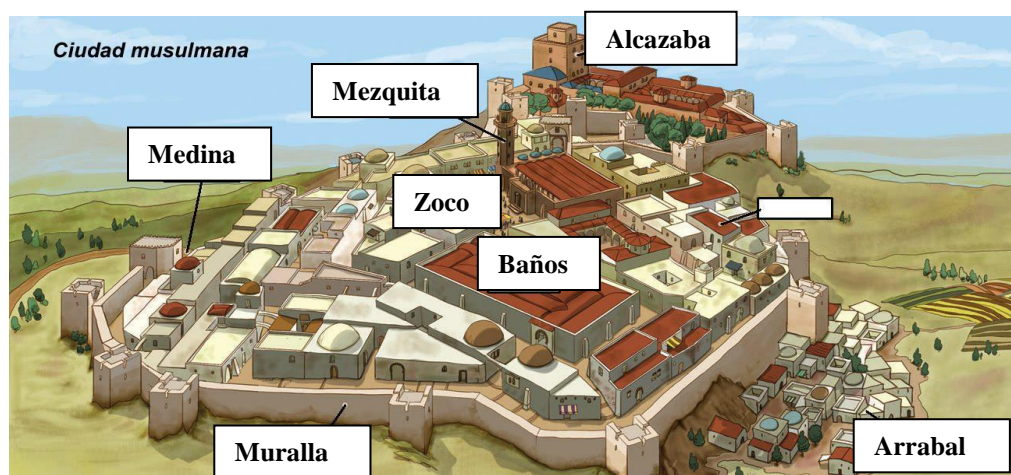 Ciudad musulmana
Alcazaba
Mezquita
Medina
Zoco
Baños
Muralla
Arrabal